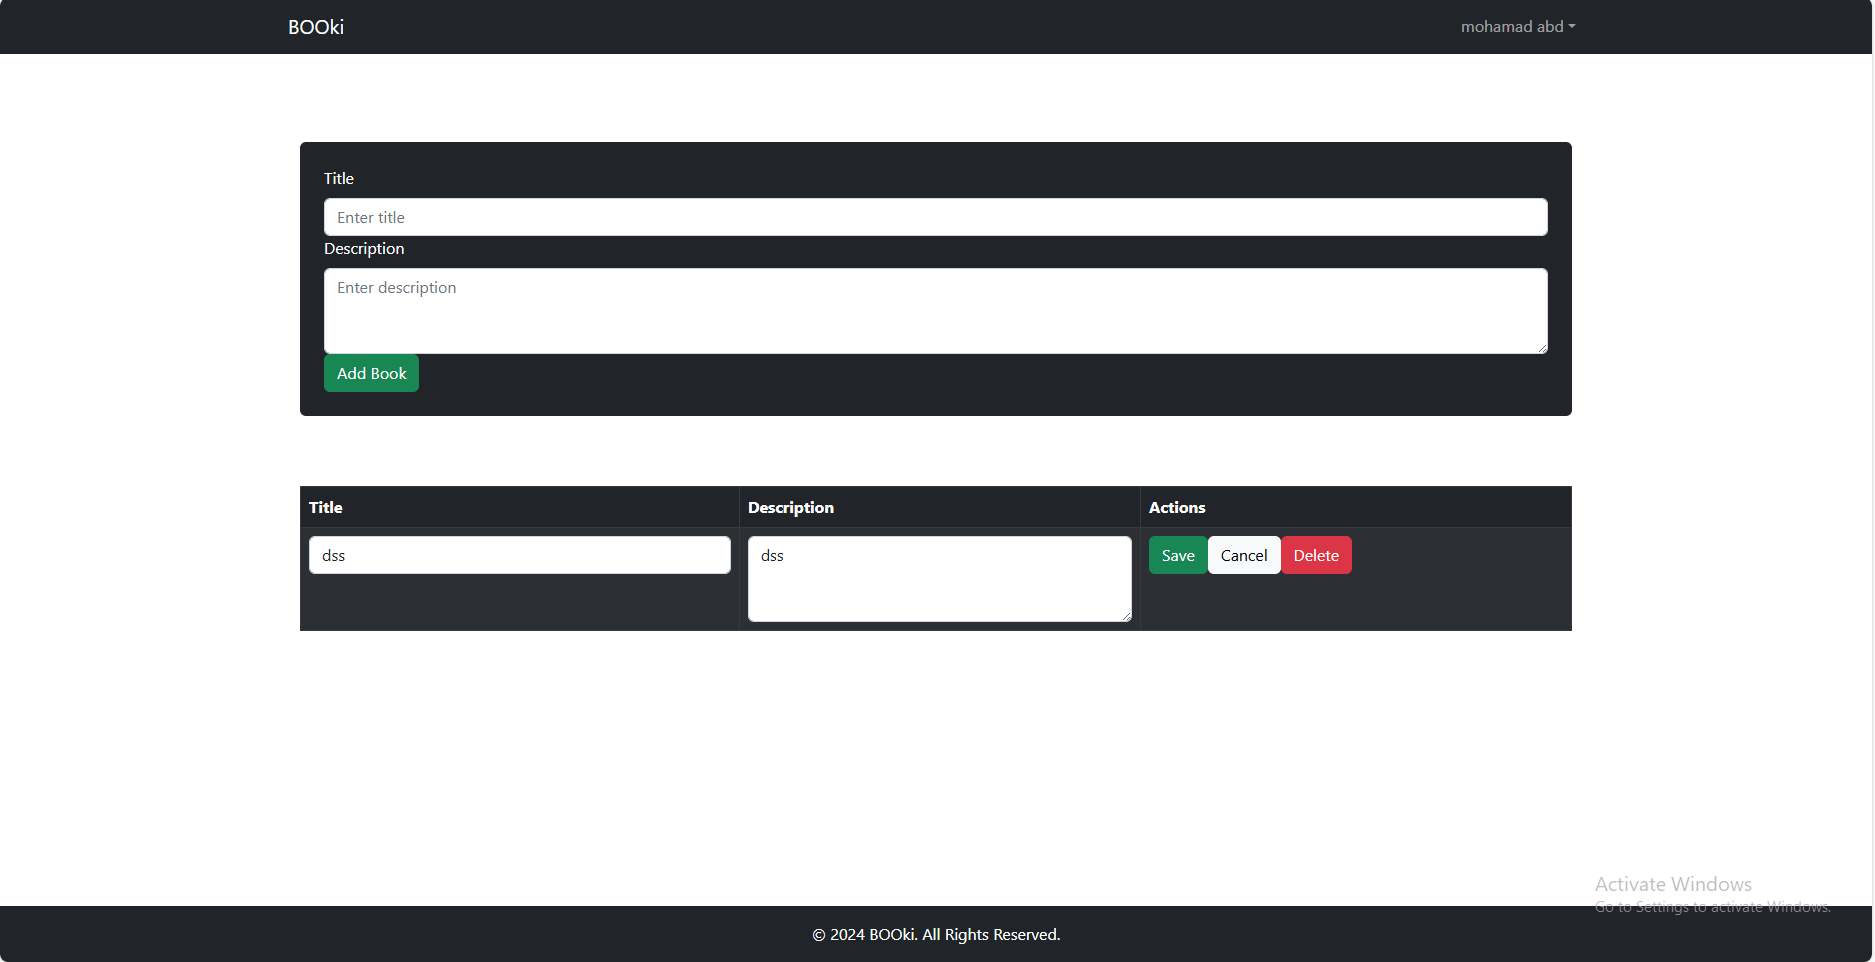 BOOki
mohamad abd
Title
Enter title
Description
Enter description
Add Book
Title Description Actions
dss dss Save Cancel Delete
Activate Windows
Go to Settings to activate Windows.
© 2024 BOOki. All Rights Reserved.